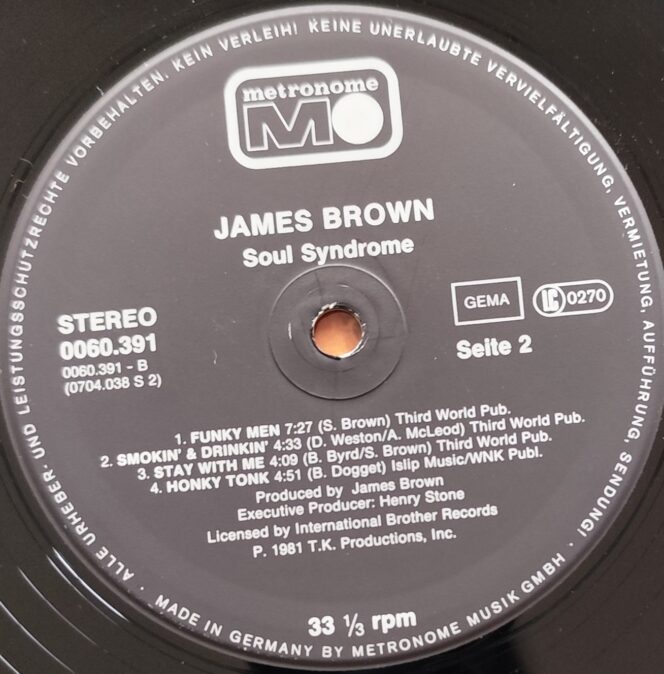 metronome
MO
JAMES BROWN
Soul Syndrome
STEREO
0060.391
0060.391 - B
(0704.038 S 2)
GEMA
LC 0270
Seite 2
1. FUNKY MEN 7:27 (S. Brown) Third World Pub.
2. SMOKIN' & DRINKIN' 4:33 (D. Weston/A. McLeod) Third World Pub.
3. STAY WITH ME 4:09 (B. Byrd/S. Brown) Third World Pub.
4. HONKY TONK 4:51 (B. Dogget) Islip Music/WNK Publ.
Produced by James Brown
Executive Producer: Henry Stone
Licensed by International Brother Records
P. 1981 T.K. Productions, Inc.
33 ⅓ rpm
· ALLE URHEBER- UND LEISTUNGSSCHUTZRECHTE VORBEHALTEN. KEIN VERLEIH! KEINE UNERLAUBTE VERVIELFÄLTIGUNG, VERMIETUNG, AUFFÜHRUNG, SENDUNG! ·
MADE IN GERMANY BY METRONOME MUSIK GMBH